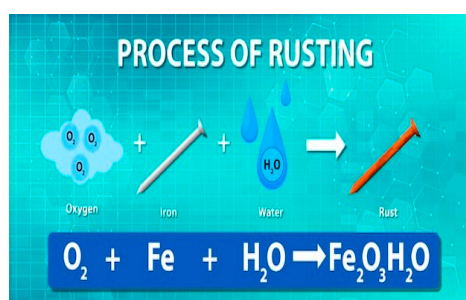 PROCESS OF RUSTING
O₂ O₂ O₂ + + H₂O
Oxygen Iron Water Rust
O₂ + Fe + H₂O → Fe₂O₃H₂O